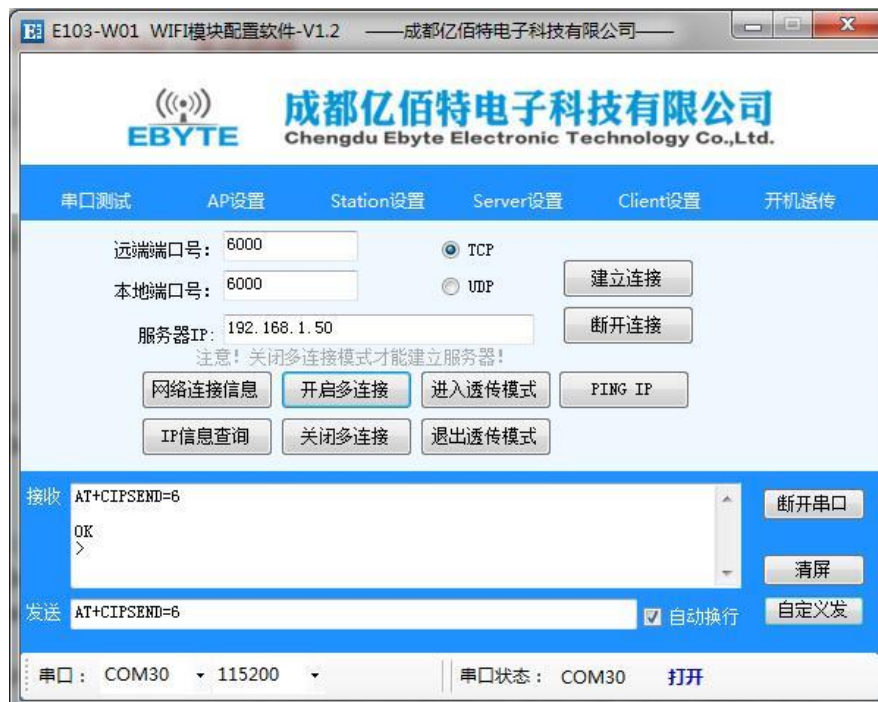 E103-W01 WIFI模块配置软件-V1.2 ——成都亿佰特电子科技有限公司——
EBYTE
成都亿佰特电子科技有限公司
Chengdu Ebyte Electronic Technology Co.,Ltd.
串口测试 AP设置 Station设置 Server设置 Client设置 开机透传
远端端口号: 6000 TCP
建立连接
本地端口号: 6000 UDP
服务器IP: 192.168.1.50 断开连接
注意! 关闭多连接模式才能建立服务器!
网络连接信息 开启多连接 进入透传模式 PING IP
IP信息查询 关闭多连接 退出透传模式
接收 AT+CIPSEND=6 断开串口
OK
>
清屏
发送 AT+CIPSEND=6 自动换行 自定义发
串口: COM30 115200 串口状态: COM30 打开